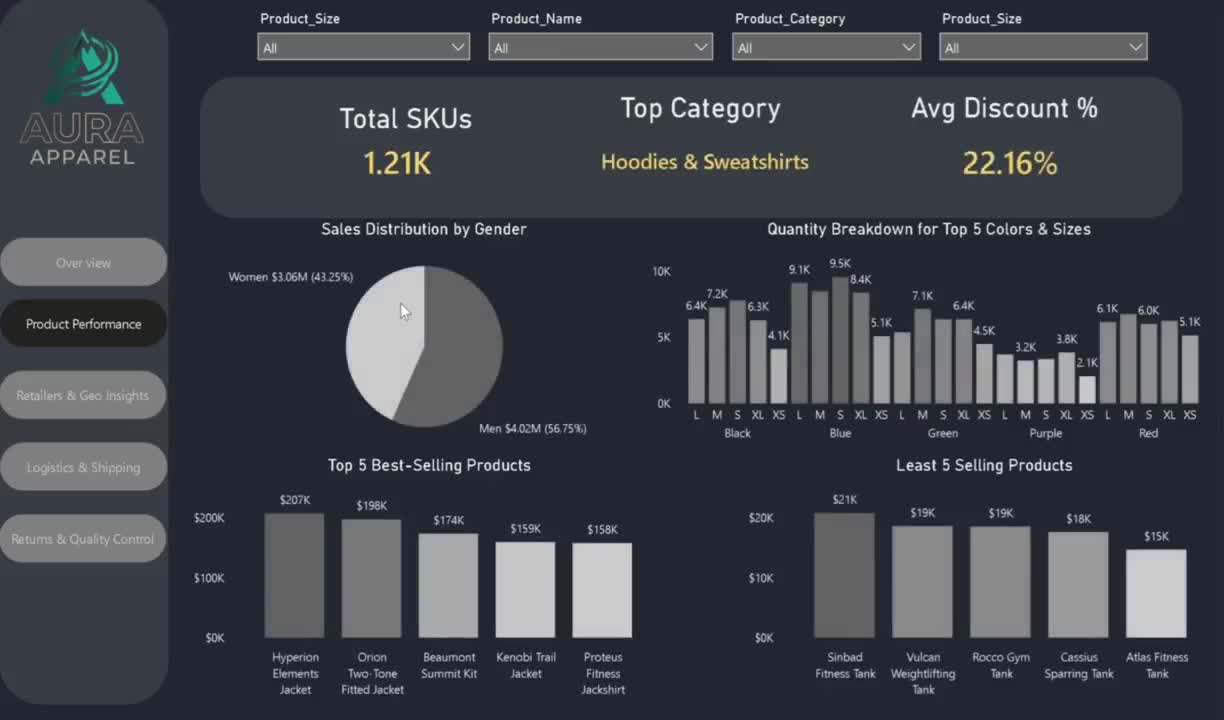 Product_Size
Product_Name
Product_Category
Product_Size
All
All
All
All
AURA
APPAREL
Total SKUs
1.21K
Top Category
Hoodies & Sweatshirts
Avg Discount %
22.16%
Over view
Product Performance
Retailers & Geo Insights
Logistics & Shipping
Returns & Quality Control
Sales Distribution by Gender
Women $3.06M (43.25%)
Men $4.02M (56.75%)
Quantity Breakdown for Top 5 Colors & Sizes
10K
5K
0K
6.4K 7.2K 6.3K 4.1K 9.1K 9.5K 8.4K 5.1K 7.1K 6.4K 4.5K 3.2K 3.8K 2.1K 6.1K 6.0K 5.1K
L M S XL XS L M S XL XS L M S XL XS L M S XL XS L M S XL XS
Black Blue Green Purple Red
Top 5 Best-Selling Products
$200K
$100K
$0K
$207K $198K $174K $159K $158K
Hyperion
Elements
Jacket
Orion
Two-Tone
Fitted Jacket
Beaumont
Summit Kit
Kenobi Trail
Jacket
Proteus
Fitness
Jackshirt
Least 5 Selling Products
$20K
$10K
$0K
$21K $19K $19K $18K $15K
Sinbad
Fitness Tank
Vulcan
Weightlifting
Tank
Rocco Gym
Tank
Cassius
Sparring Tank
Atlas Fitness
Tank